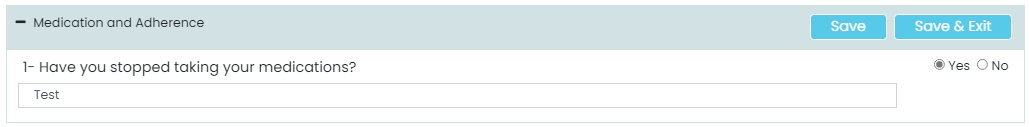 Medication and Adherence
Save
Save & Exit
1- Have you stopped taking your medications?
Yes
No
Test